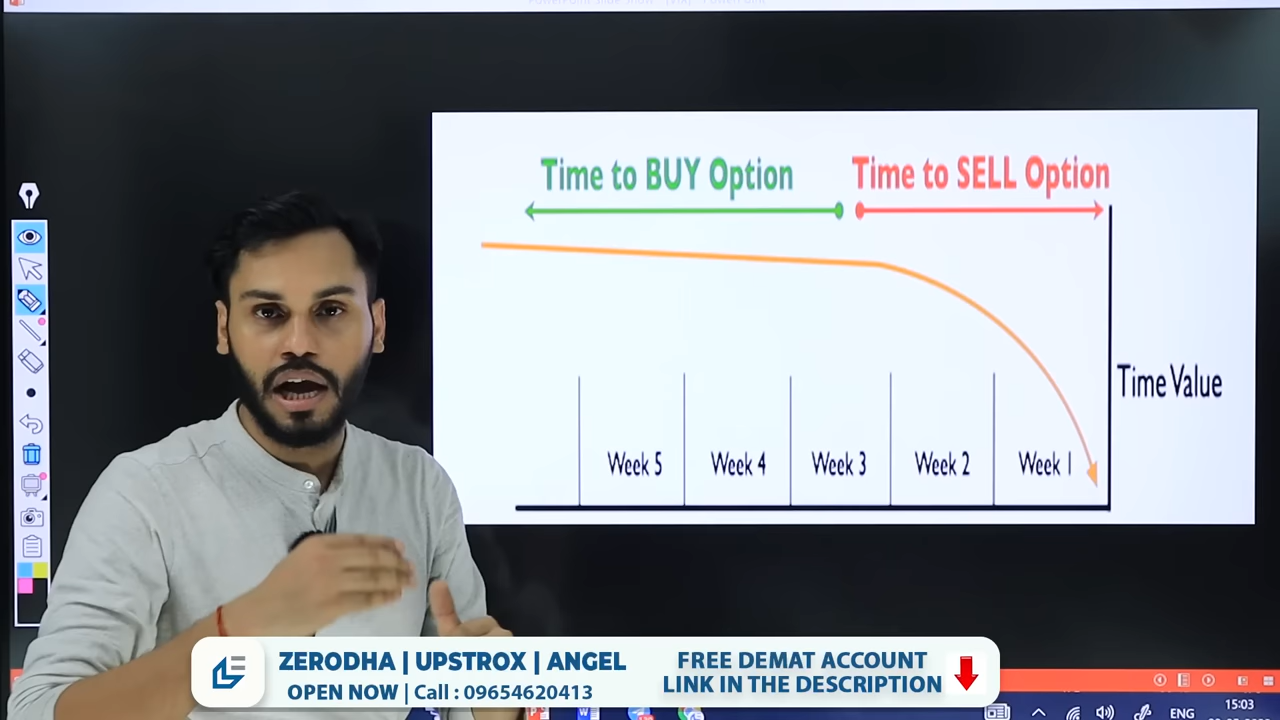 Time to BUY Option
Time to SELL Option
Time Value
Week 5
Week 4
Week 3
Week 2
Week 1
ZERODHA | UPSTROX | ANGEL
OPEN NOW | Call : 09654620413
FREE DEMAT ACCOUNT
LINK IN THE DESCRIPTION
ENG
15:03